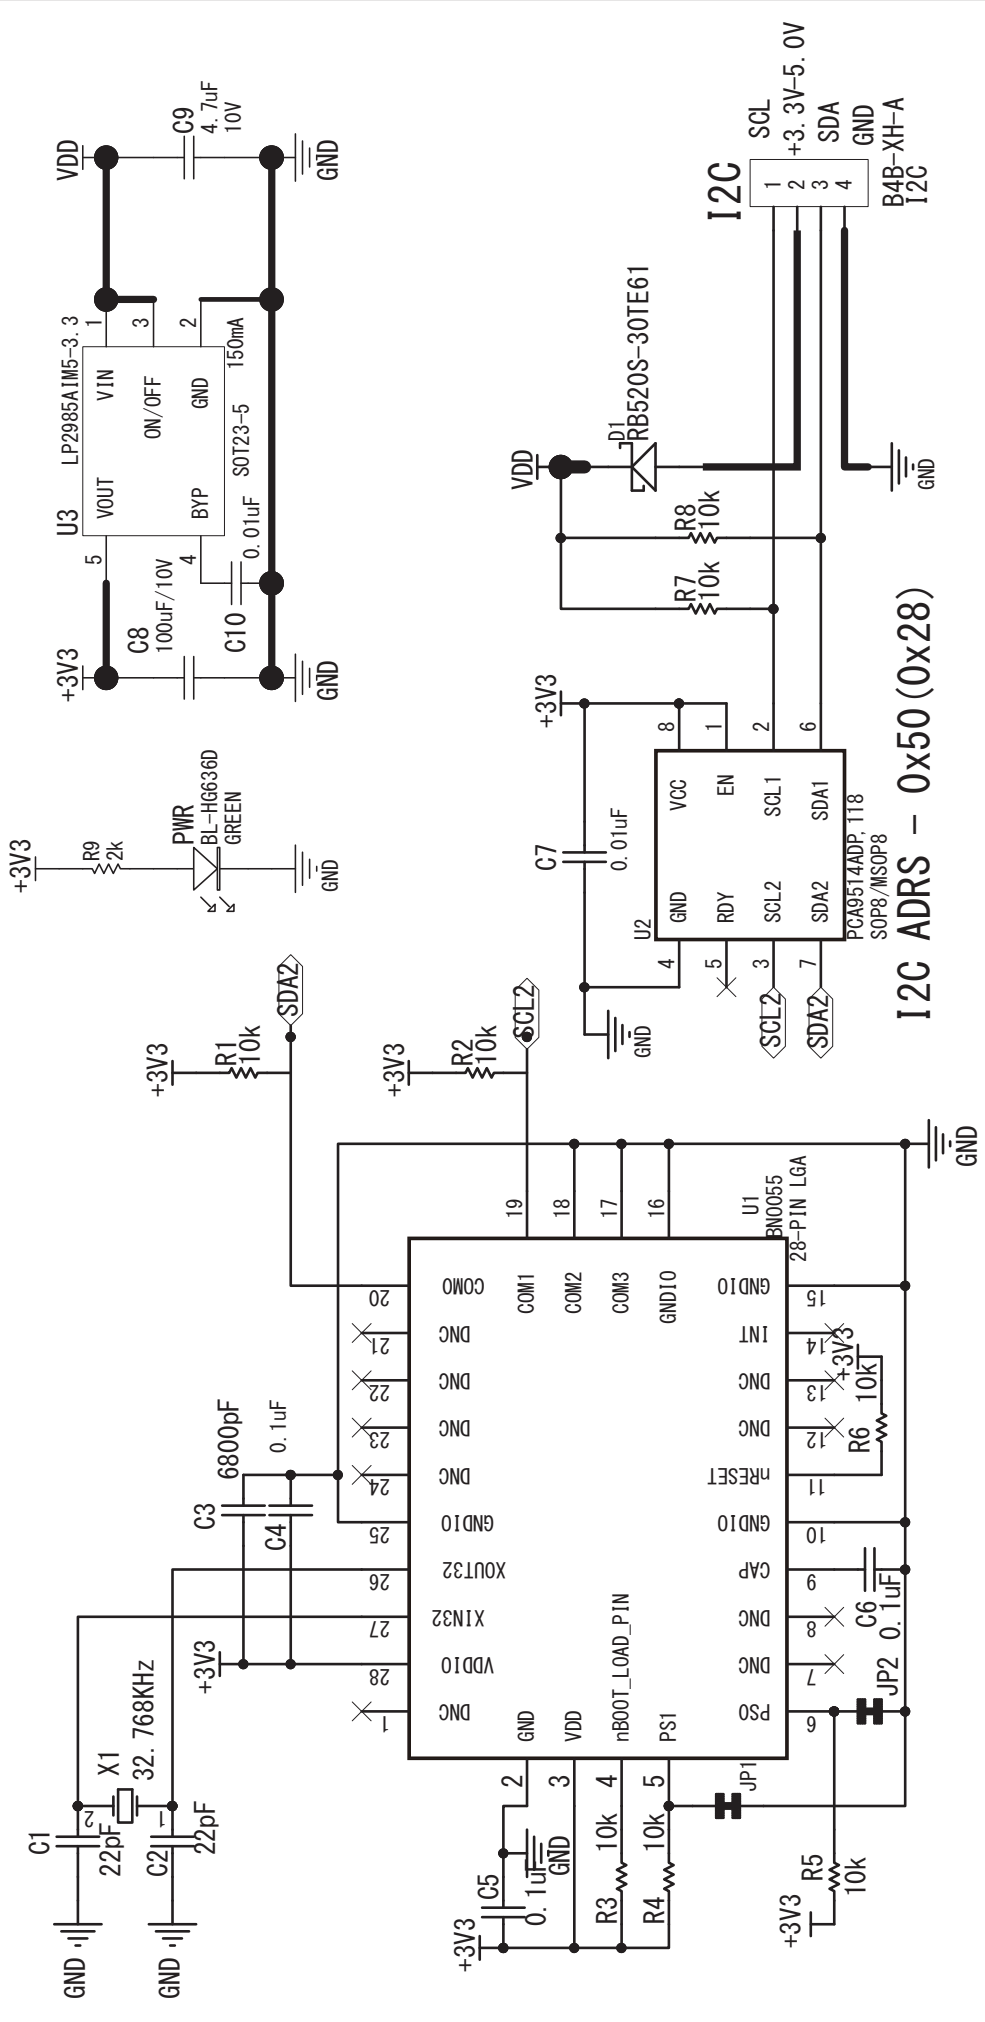 +3V3
VDD
U3
LP2985AIM5-3.3
5
VOUT
VIN
1
ON/OFF
3
4
BYP
GND
2
SOT23-5
150mA
C8
100uF/10V
C10
0.01uF
C9
4.7uF
10V
GND
GND
+3V3
R9
2k
PWR
BL-HG636D
GREEN
GND
VDD
D1
RB520S-30TE61
R7
10k
R8
10k
I2C
1
2
3
4
SCL
+3.3V-5.0V
SDA
GND
B4B-XH-A
I2C
GND
+3V3
C7
0.01uF
GND
U2
4
GND
VCC
8
5
RDY
EN
1
3
SCL2
SCL1
2
7
SDA2
SDA1
6
SCL2
SDA2
PCA9514ADP,118
SOP8/MSOP8
I2C ADRS - 0x50(0x28)
+3V3
R1
10k
SDA2
+3V3
R2
10k
SCL2
C1
22pF
C2
22pF
2
1
X1
32.768KHz
GND
GND
+3V3
C3
6800pF
C4
0.1uF
1
DNC
28
VDDIO
27
XIN32
26
XOUT32
25
GNDIO
24
DNC
23
DNC
22
DNC
21
DNC
20
COM0
2
GND
3
VDD
4
nBOOT_LOAD_PIN
5
PS1
COM1
19
COM2
18
COM3
17
GNDIO
16
PS0
6
DNC
7
DNC
8
CAP
9
GNDIO
10
nRESET
11
DNC
12
DNC
13
INT
14
GNDIO
15
U1
BNO055
28-PIN LGA
+3V3
C5
0.1uF
GND
R3
10k
R4
10k
JP1
+3V3
R5
10k
JP2
C6
0.1uF
R6
10k
+3V3
GND